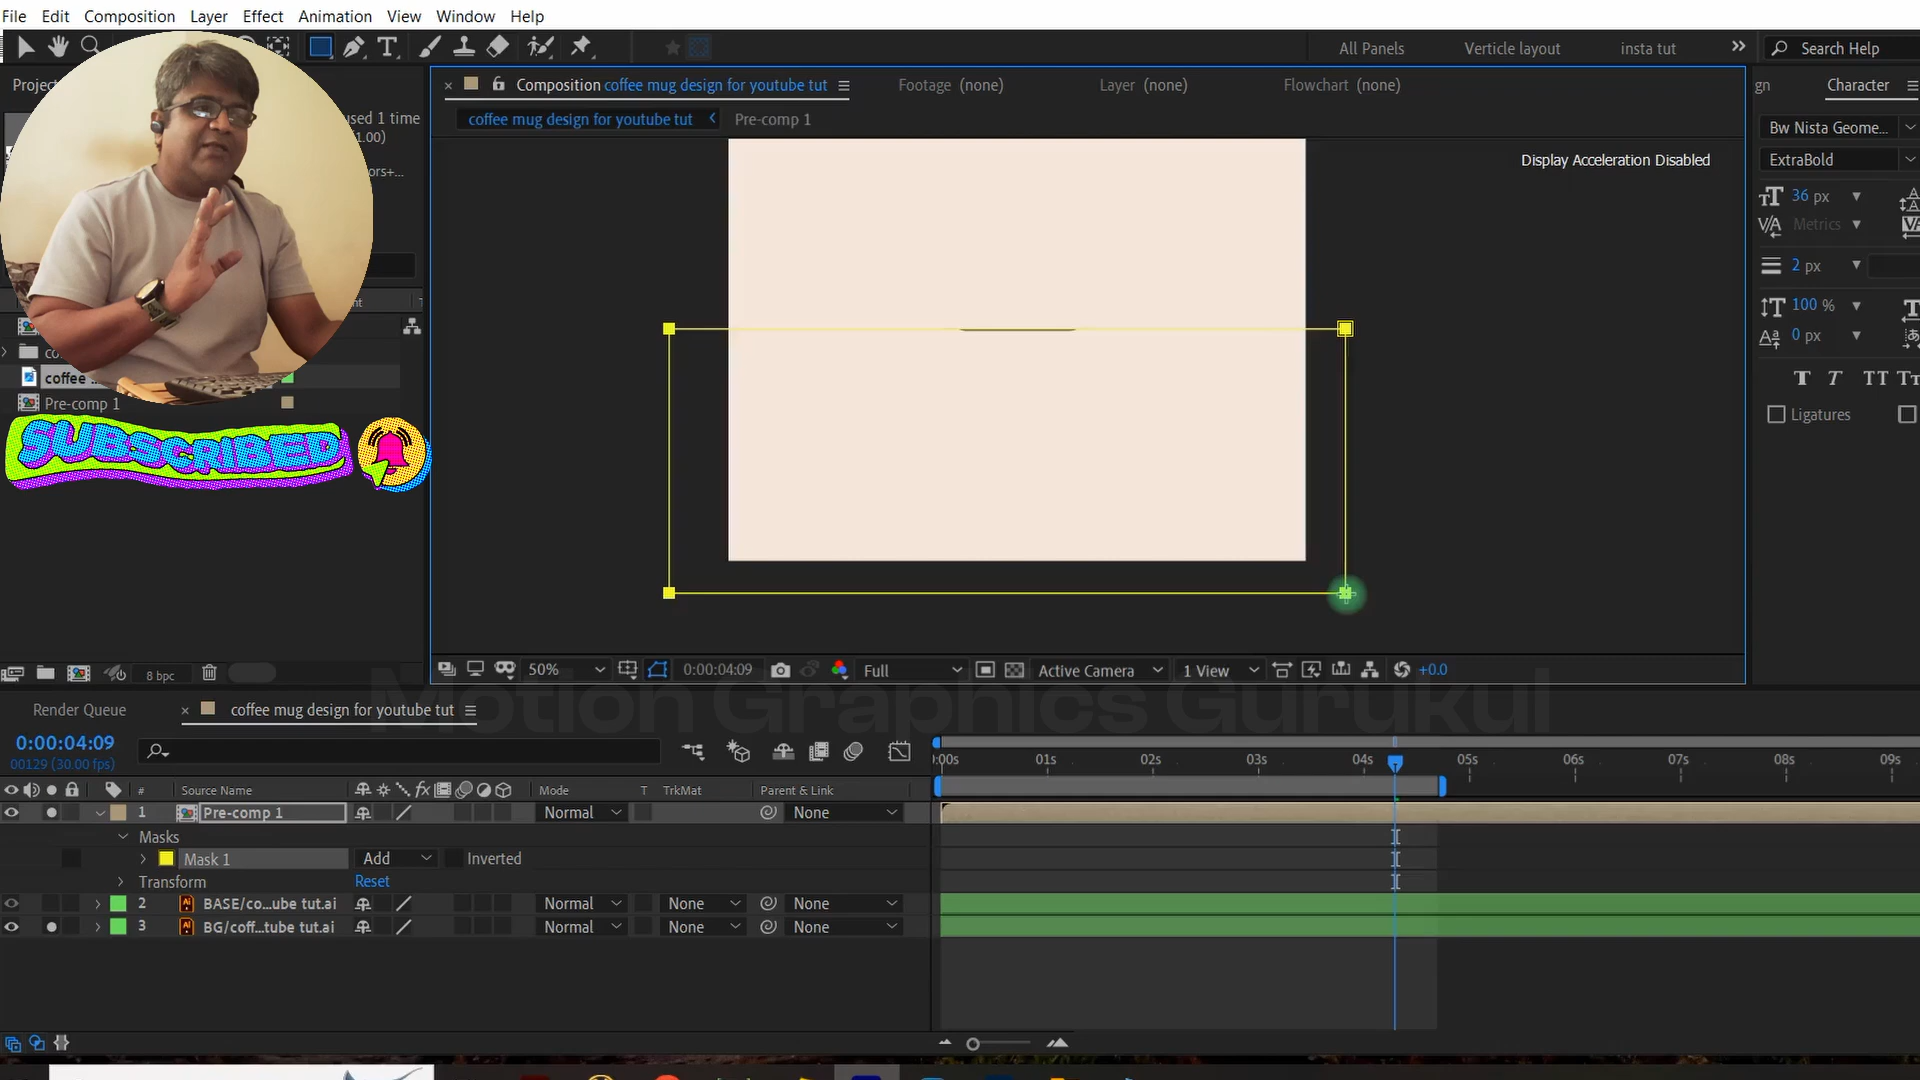 File Edit Composition Layer Effect Animation View Window Help
All Panels Verticle layout insta tut Search Help
Composition coffee mug design for youtube tut Footage (none) Layer (none) Flowchart (none)
Character
coffee mug design for youtube tut Pre-comp 1
used 1 time
Display Acceleration Disabled
Bw Nista Geome...
ExtraBold
36 px
Metrics
2 px
100 %
0 px
Ligatures
coffee
Pre-comp 1
SUBSCRIBED
8 bpc
50% 0:00:04:09 Full Active Camera 1 View +0.0
Motion Graphics Gurukul
Render Queue coffee mug design for youtube tut
0:00:04:09
00129 (30.00 fps)
:00s 01s 02s 03s 04s 05s 06s 07s 08s 09s
# Source Name fx Mode T TrkMat Parent & Link
1 Pre-comp 1 Normal None
Masks
Mask 1 Add Inverted
Transform Reset
2 BASE/co...ube tut.ai Normal None None
3 BG/coff...tube tut.ai Normal None None